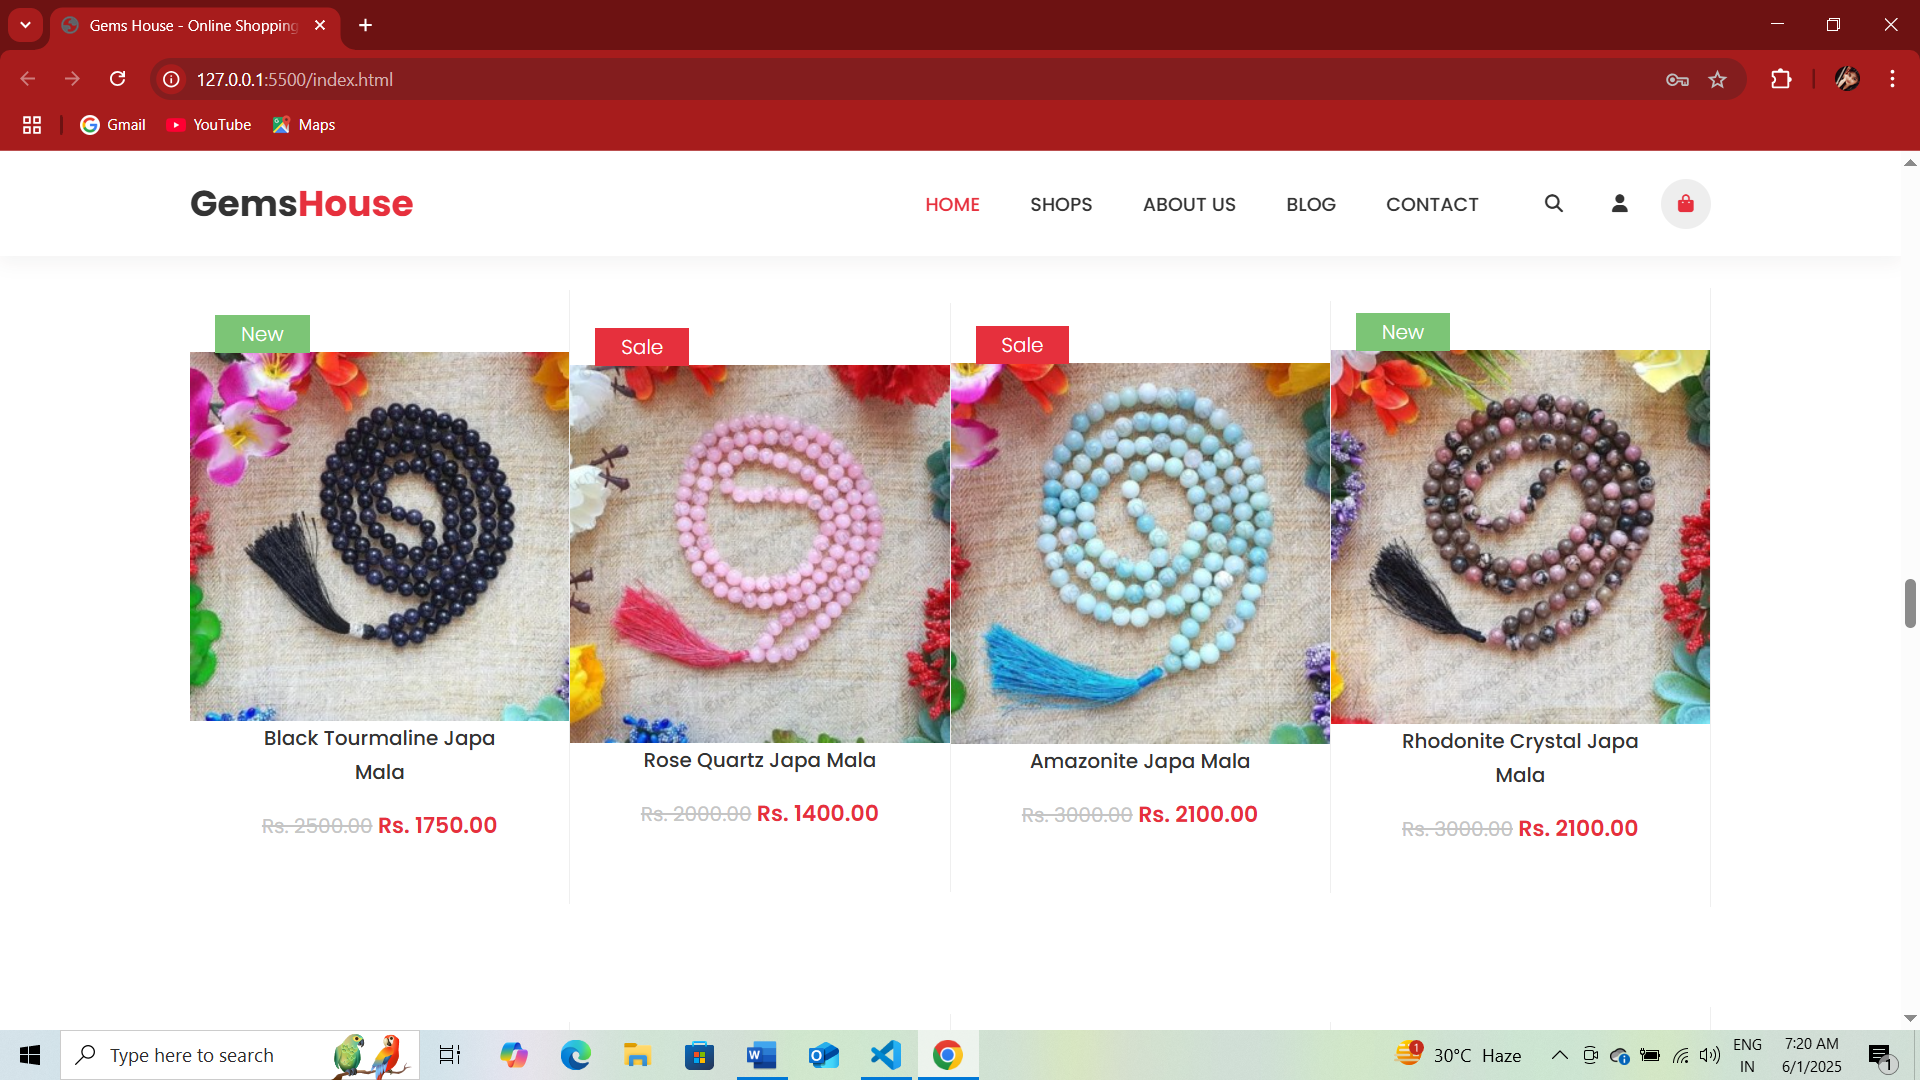 Gems House - Online Shopping
127.0.0.1:5500/index.html
Gmail
YouTube
Maps
GemsHouse
HOME
SHOPS
ABOUT US
BLOG
CONTACT
New
Sale
Sale
New
Black Tourmaline Japa
Mala
Rs. 2500.00 Rs. 1750.00
Rose Quartz Japa Mala
Rs. 2000.00 Rs. 1400.00
Amazonite Japa Mala
Rs. 3000.00 Rs. 2100.00
Rhodonite Crystal Japa
Mala
Rs. 3000.00 Rs. 2100.00
Type here to search
1
30°C Haze
ENG
IN
7:20 AM
6/1/2025
1